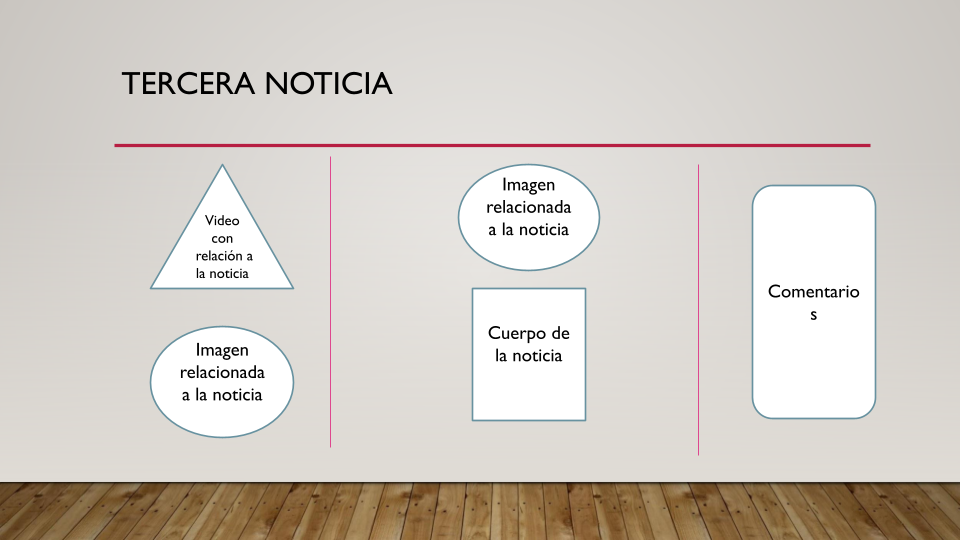 TERCERA NOTICIA
Video
con
relación a
la noticia
Imagen
relacionada
a la noticia
Imagen
relacionada
a la noticia
Cuerpo de
la noticia
Comentario
s